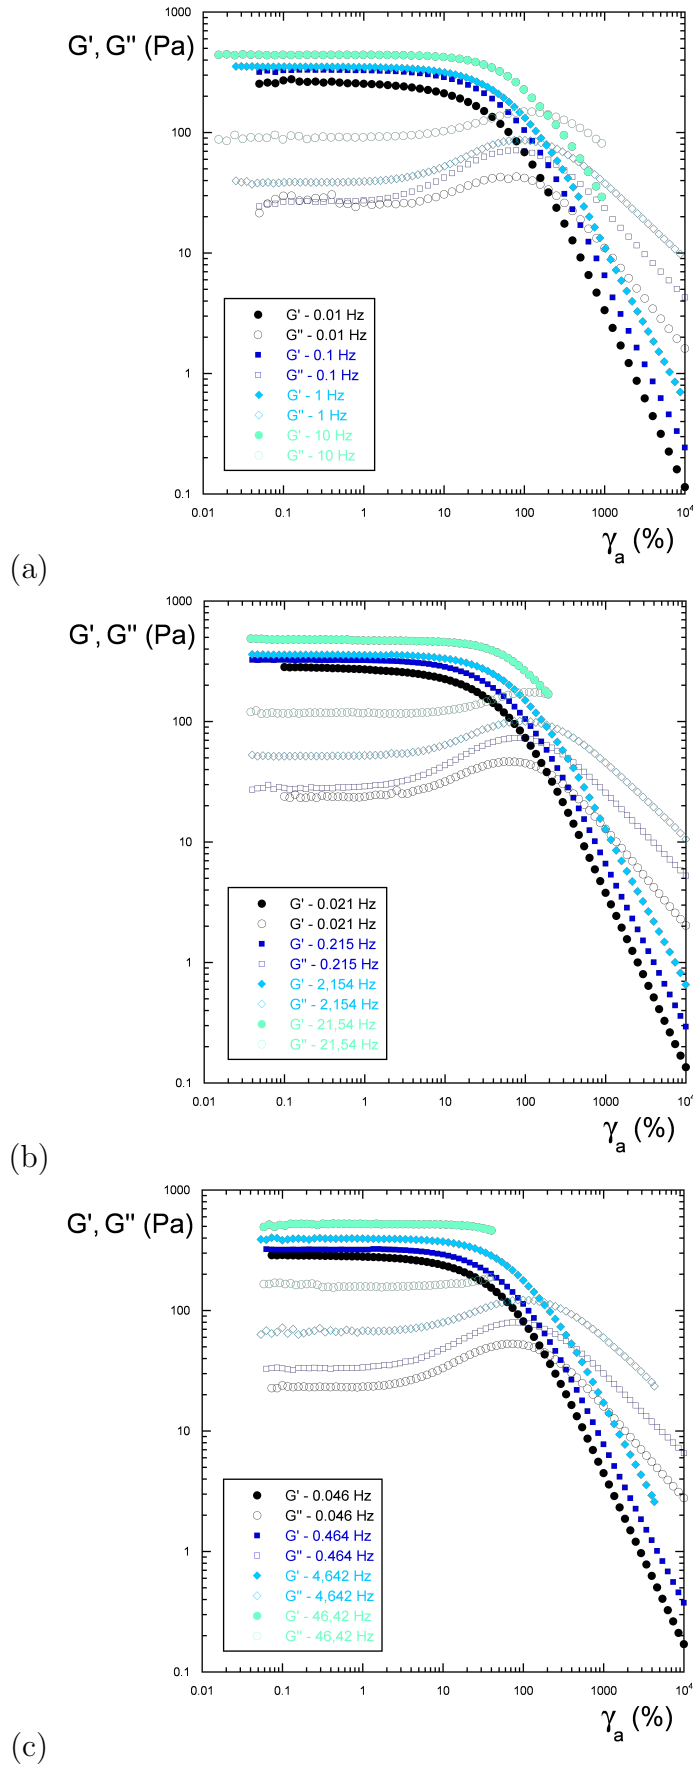 1000
G', G'' (Pa)
100
10
G' - 0.01 Hz
G'' - 0.01 Hz
G' - 0.1 Hz
1
G'' - 0.1 Hz
G' - 1 Hz
G'' - 1 Hz
G' - 10 Hz
G'' - 10 Hz
0.1
0.01 0.1 1 10 100 1000 10⁴
γₐ (%)
(a)
1000
G', G'' (Pa)
100
10
G' - 0.021 Hz
G'' - 0.021 Hz
G' - 0.215 Hz
1
G'' - 0.215 Hz
G' - 2,154 Hz
G'' - 2,154 Hz
G' - 21,54 Hz
G'' - 21,54 Hz
0.1
0.01 0.1 1 10 100 1000 10⁴
γₐ (%)
(b)
1000
G', G'' (Pa)
100
10
G' - 0.046 Hz
G'' - 0.046 Hz
G' - 0.464 Hz
1
G'' - 0.464 Hz
G' - 4,642 Hz
G'' - 4,642 Hz
G' - 46,42 Hz
G'' - 46,42 Hz
0.1
0.01 0.1 1 10 100 1000 10⁴
γₐ (%)
(c)